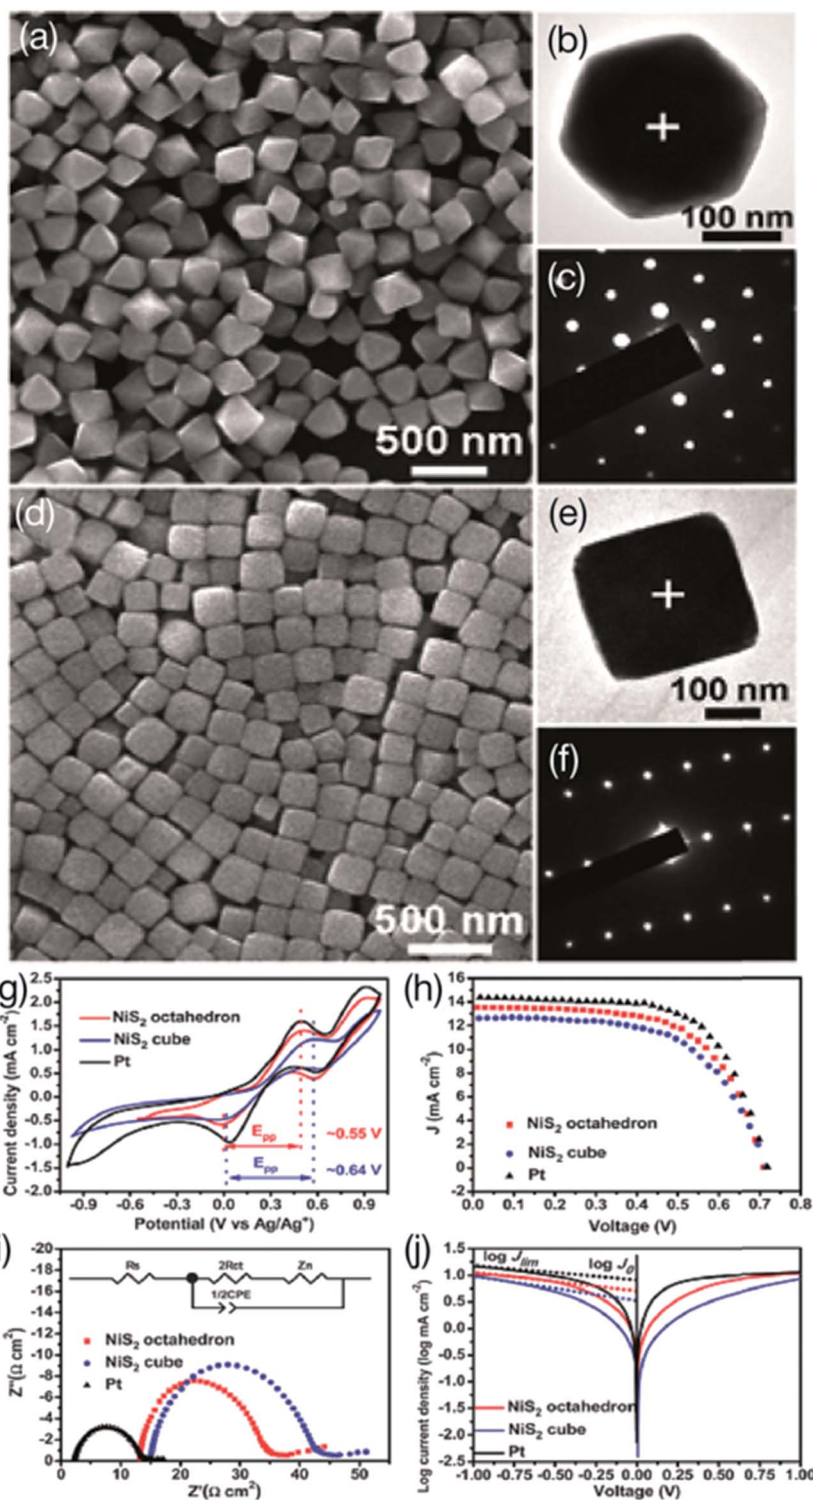 (a)
500 nm
(b)
100 nm
(c)
(d)
500 nm
(e)
100 nm
(f)
g)
2.5
2.0
1.5
1.0
0.5
0.0
-0.5
-1.0
-1.5
-2.0
Current density (mA cm⁻²)
NiS₂ octahedron
NiS₂ cube
Pt
Epp
~0.55 V
Epp
~0.64 V
-0.9 -0.6 -0.3 0.0 0.3 0.6 0.9
Potential (V vs Ag/Ag⁺)
(h)
16
14
12
10
8
6
4
2
0
-2
J (mA cm⁻²)
NiS₂ octahedron
NiS₂ cube
Pt
0.0 0.1 0.2 0.3 0.4 0.5 0.6 0.7 0.8
Voltage (V)
i)
-20
-18
-16
-14
-12
-10
-8
-6
-4
-2
0
Z"(Ω cm²)
Rs 2Rct Zn
1/2CPE
NiS₂ octahedron
NiS₂ cube
Pt
0 10 20 30 40 50
Z'(Ω cm²)
(j)
1.5
1.0
0.5
0.0
-0.5
-1.0
-1.5
-2.0
-2.5
Log current density (log mA cm⁻²)
log Jlim log J₀
NiS₂ octahedron
NiS₂ cube
Pt
-1.00 -0.75 -0.50 -0.25 0.00 0.25 0.50 0.75 1.00
Voltage (V)